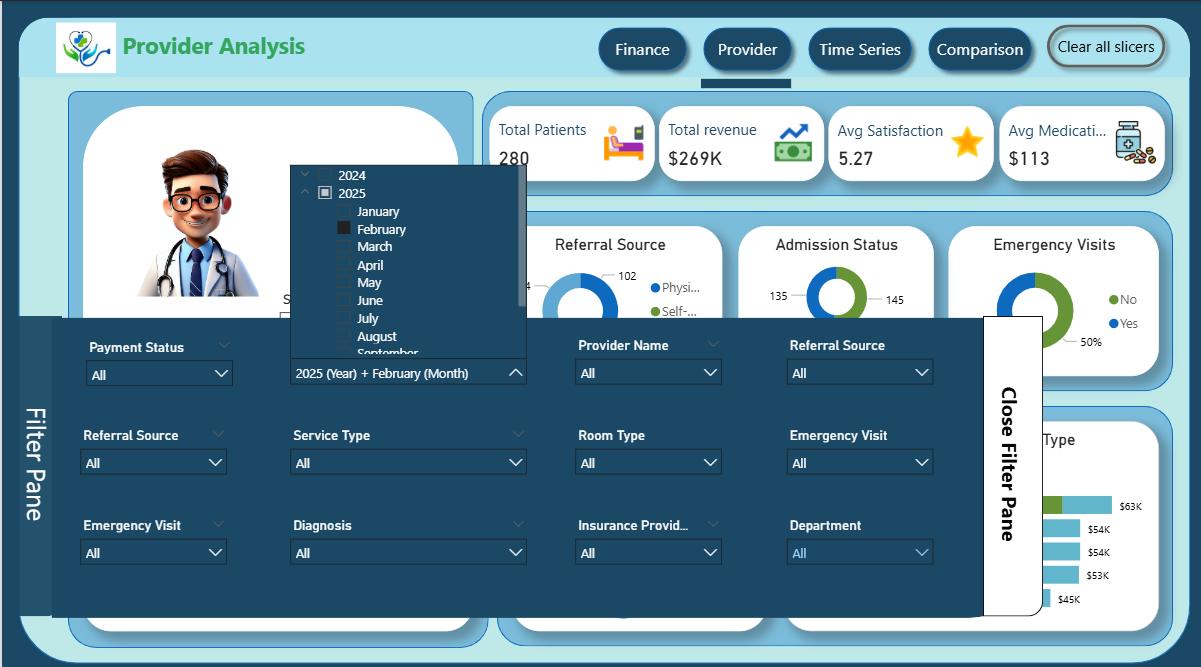 Provider Analysis
Finance
Provider
Time Series
Comparison
Clear all slicers
Total Patients
280
Total revenue
$269K
Avg Satisfaction
5.27
Avg Medicati...
$113
2024
2025
January
February
March
April
May
June
July
August
September
2025 (Year) + February (Month)
S
Referral Source
102
4
Physi...
Self-...
Admission Status
135
145
Emergency Visits
No
Yes
50%
Filter Pane
Payment Status
All
Provider Name
All
Referral Source
All
Referral Source
All
Service Type
All
Room Type
All
Emergency Visit
All
Emergency Visit
All
Diagnosis
All
Insurance Provid...
All
Department
All
Close Filter Pane
Type
$63K
$54K
$54K
$53K
$45K